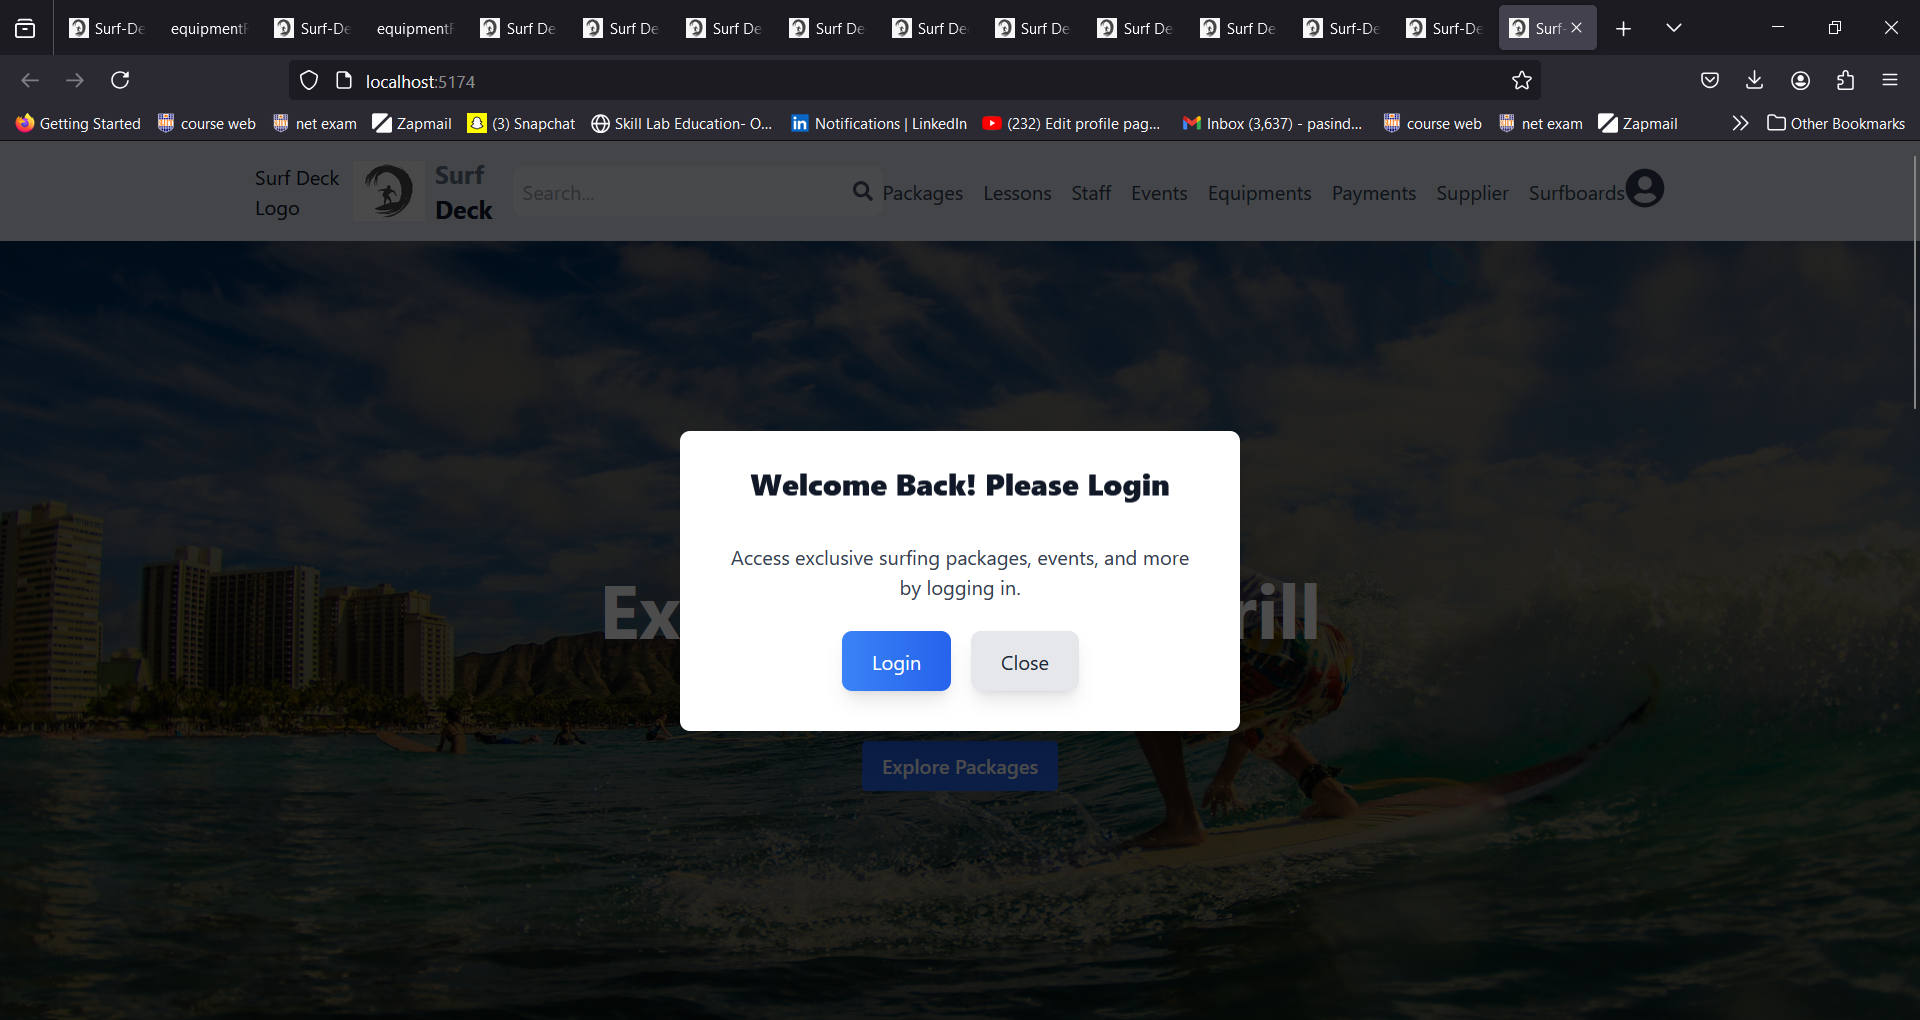 Surf-De equipmentF Surf-De equipmentF Surf De Surf De Surf De Surf De Surf De Surf De Surf De Surf De Surf-De Surf-De Surf-
localhost:5174
Getting Started course web net exam Zapmail (3) Snapchat Skill Lab Education- O... Notifications | LinkedIn (232) Edit profile pag... Inbox (3,637) - pasind... course web net exam Zapmail Other Bookmarks
Surf Deck
Logo
Surf
Deck
Search...
Packages Lessons Staff Events Equipments Payments Supplier Surfboards
Welcome Back! Please Login
Access exclusive surfing packages, events, and more
by logging in.
Ex rill
Login Close
Explore Packages